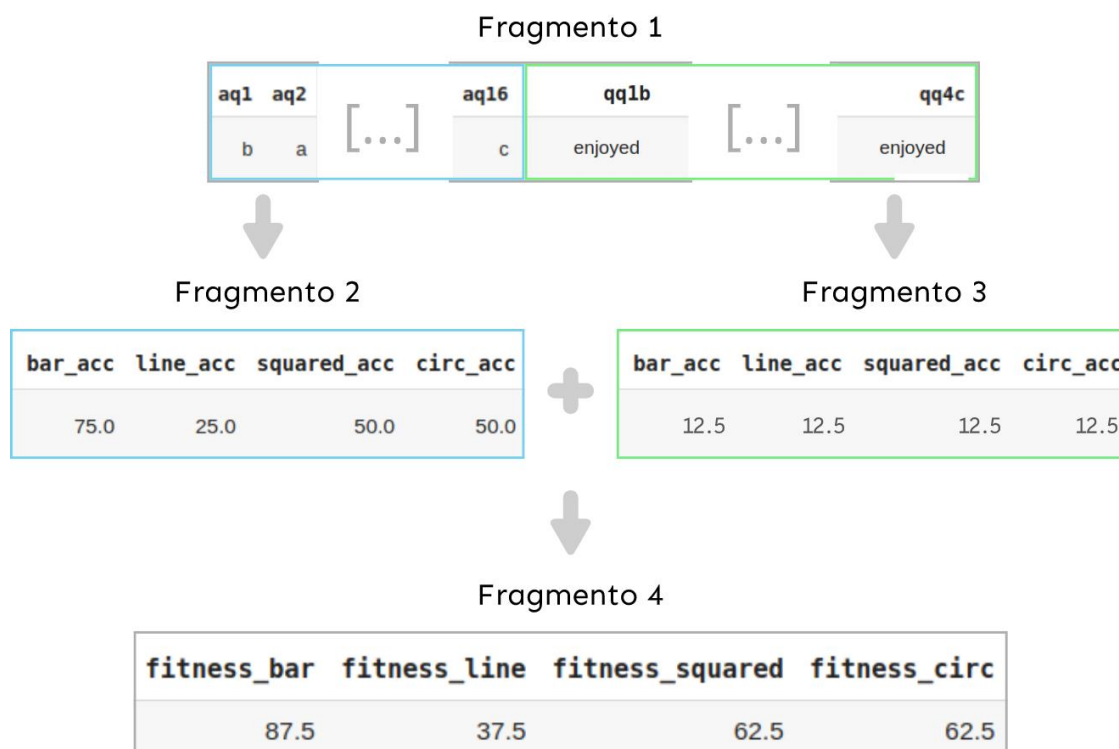 Fragmento 1
aq1 aq2 [...] aq16 qq1b [...] qq4c
b a c enjoyed enjoyed
Fragmento 2
bar_acc line_acc squared_acc circ_acc
75.0 25.0 50.0 50.0
Fragmento 3
bar_acc line_acc squared_acc circ_acc
12.5 12.5 12.5 12.5
Fragmento 4
fitness_bar fitness_line fitness_squared fitness_circ
87.5 37.5 62.5 62.5